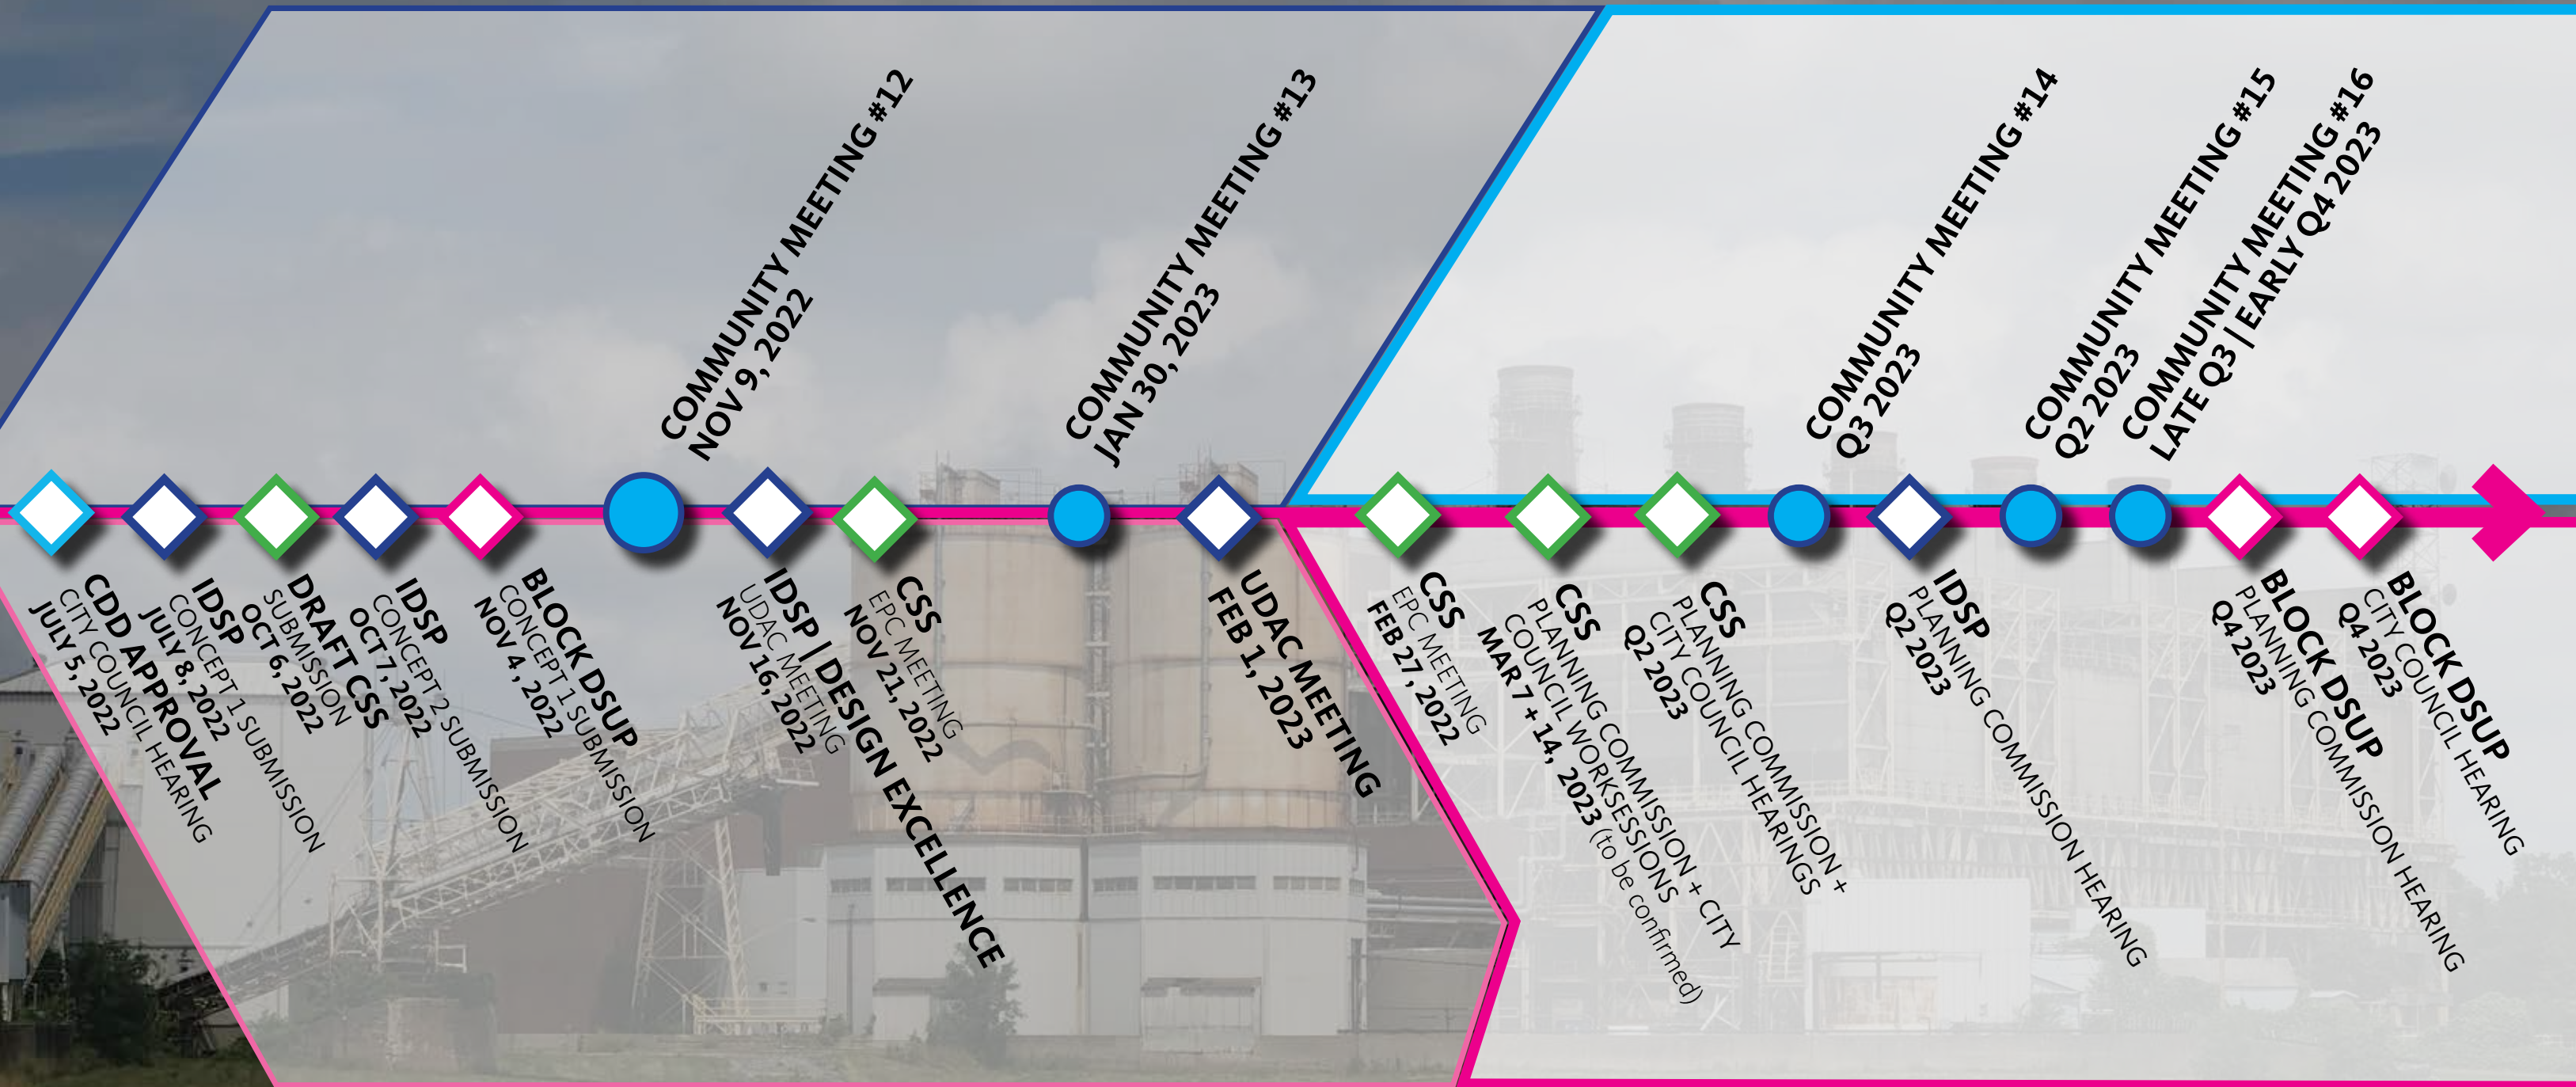 COMMUNITY MEETING #12
NOV 9, 2022
COMMUNITY MEETING #13
JAN 30, 2023
COMMUNITY MEETING #14
Q3 2023
COMMUNITY MEETING #15
Q2 2023
COMMUNITY MEETING #16
LATE Q3 | EARLY Q4 2023
CDD APPROVAL
CITY COUNCIL HEARING
JULY 5, 2022
IDSP
CONCEPT 1 SUBMISSION
JULY 8, 2022
DRAFT CSS
SUBMISSION
OCT 6, 2022
IDSP
CONCEPT 2 SUBMISSION
OCT 7, 2022
BLOCK DSUP
CONCEPT 1 SUBMISSION
NOV 4, 2022
IDSP | DESIGN EXCELLENCE
UDAC MEETING
NOV 16, 2022
CSS
EPC MEETING
NOV 21, 2022
UDAC MEETING
FEB 1, 2023
CSS
EPC MEETING
FEB 27, 2022
CSS
PLANNING COMMISSION + CITY
COUNCIL WORKSESSIONS
MAR 7 + 14, 2023 (to be confirmed)
CSS
PLANNING COMMISSION +
CITY COUNCIL HEARINGS
Q2 2023
IDSP
PLANNING COMMISSION HEARING
Q2 2023
BLOCK DSUP
PLANNING COMMISSION HEARING
Q4 2023
BLOCK DSUP
CITY COUNCIL HEARING
Q4 2023